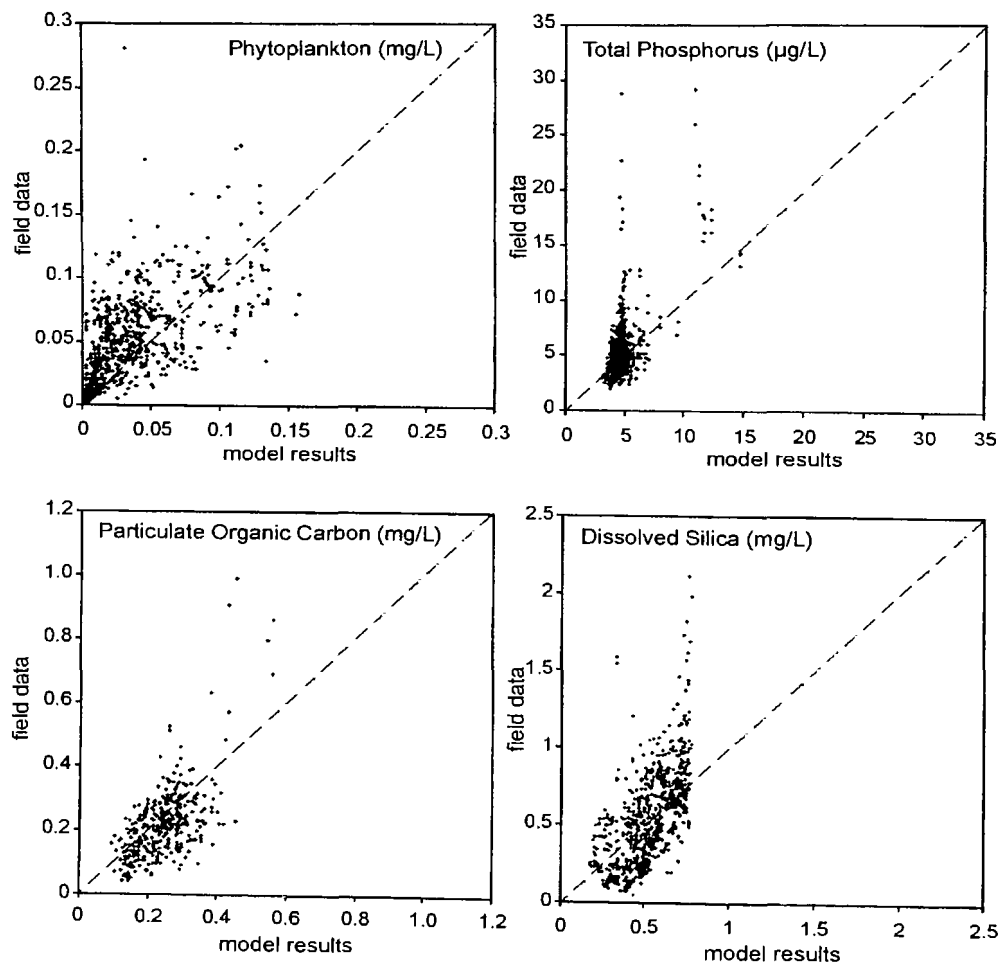 Phytoplankton (mg/L)
0.3
0.25
0.2
0.15
0.1
0.05
0
field data
0 0.05 0.1 0.15 0.2 0.25 0.3
model results
Total Phosphorus (µg/L)
35
30
25
20
15
10
5
0
field data
0 5 10 15 20 25 30 35
model results
Particulate Organic Carbon (mg/L)
1.2
1.0
0.8
0.6
0.4
0.2
0
field data
0 0.2 0.4 0.6 0.8 1.0 1.2
model results
Dissolved Silica (mg/L)
2.5
2
1.5
1
0.5
0
field data
0 0.5 1 1.5 2 2.5
model results